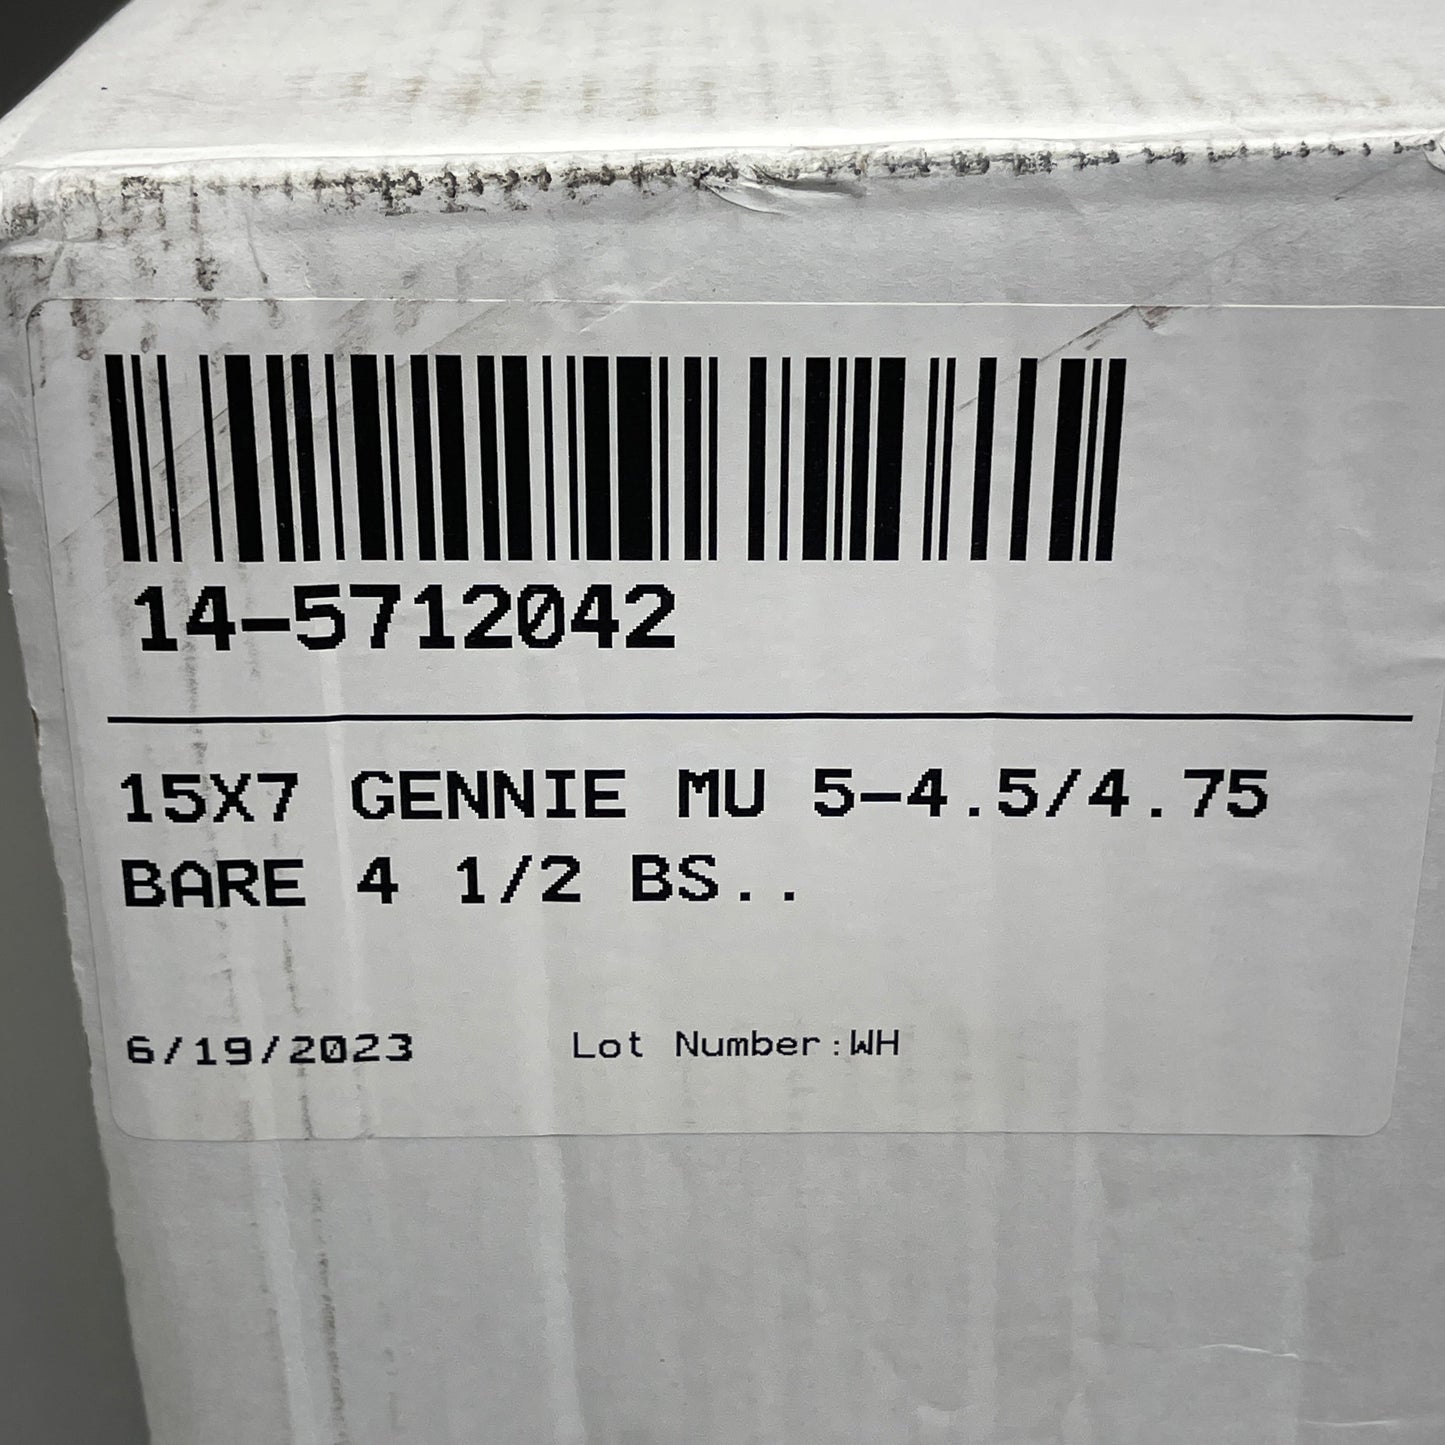 14-5712042
15X7 GENNIE MU 5-4.5/4.75
BARE 4 1/2 BS..
6/19/2023 Lot Number:WH